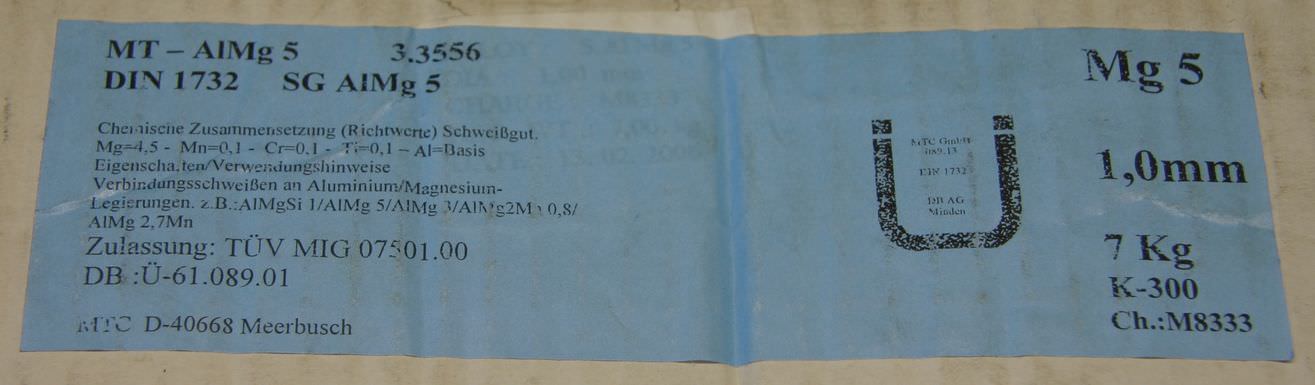 MT – AlMg 5 3.3556
DIN 1732 SG AlMg 5
Chemische Zusammensetzung (Richtwerte) Schweißgut.
Mg=4,5 - Mn=0,1 - Cr=0,1 - Ti=0,1 – Al=Basis
Eigenschaften/Verwendungshinweise
Verbindungsschweißen an Aluminium/Magnesium-
Legierungen. z.B.:AlMgSi 1/AlMg 5/AlMg 3/AlMg2Mn 0,8/
AlMg 2,7Mn
Zulassung: TÜV MIG 07501.00
DB :Ü-61.089.01
MTC D-40668 Meerbusch
Ü
MTC GmbH
089.13
DIN 1732
DB AG
Minden
Mg 5
1,0mm
7 Kg
K-300
Ch.:M8333